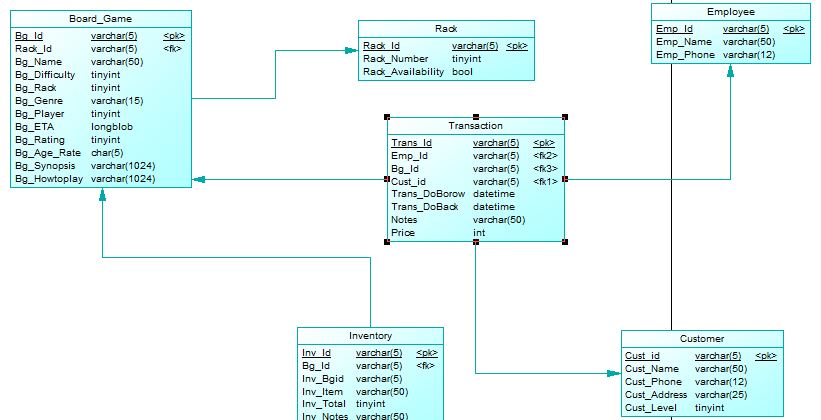 Board_Game
Bg_Id varchar(5) <pk>
Rack_Id varchar(5) <fk>
Bg_Name varchar(50)
Bg_Difficulty tinyint
Bg_Rack tinyint
Bg_Genre varchar(15)
Bg_Player tinyint
Bg_ETA longblob
Bg_Rating tinyint
Bg_Age_Rate char(5)
Bg_Synopsis varchar(1024)
Bg_Howtoplay varchar(1024)
Rack
Rack_Id varchar(5) <pk>
Rack_Number tinyint
Rack_Availability bool
Employee
Emp_Id varchar(5) <pk>
Emp_Name varchar(50)
Emp_Phone varchar(12)
Transaction
Trans_Id varchar(5) <pk>
Emp_Id varchar(5) <fk2>
Bg_Id varchar(5) <fk3>
Cust_id varchar(5) <fk1>
Trans_DoBorow datetime
Trans_DoBack datetime
Notes varchar(50)
Price int
Inventory
Inv_Id varchar(5) <pk>
Bg_Id varchar(5) <fk>
Inv_Bgid varchar(5)
Inv_Item varchar(50)
Inv_Total tinyint
Inv_Notes varchar(50)
Customer
Cust_id varchar(5) <pk>
Cust_Name varchar(50)
Cust_Phone varchar(12)
Cust_Address varchar(25)
Cust_Level tinyint